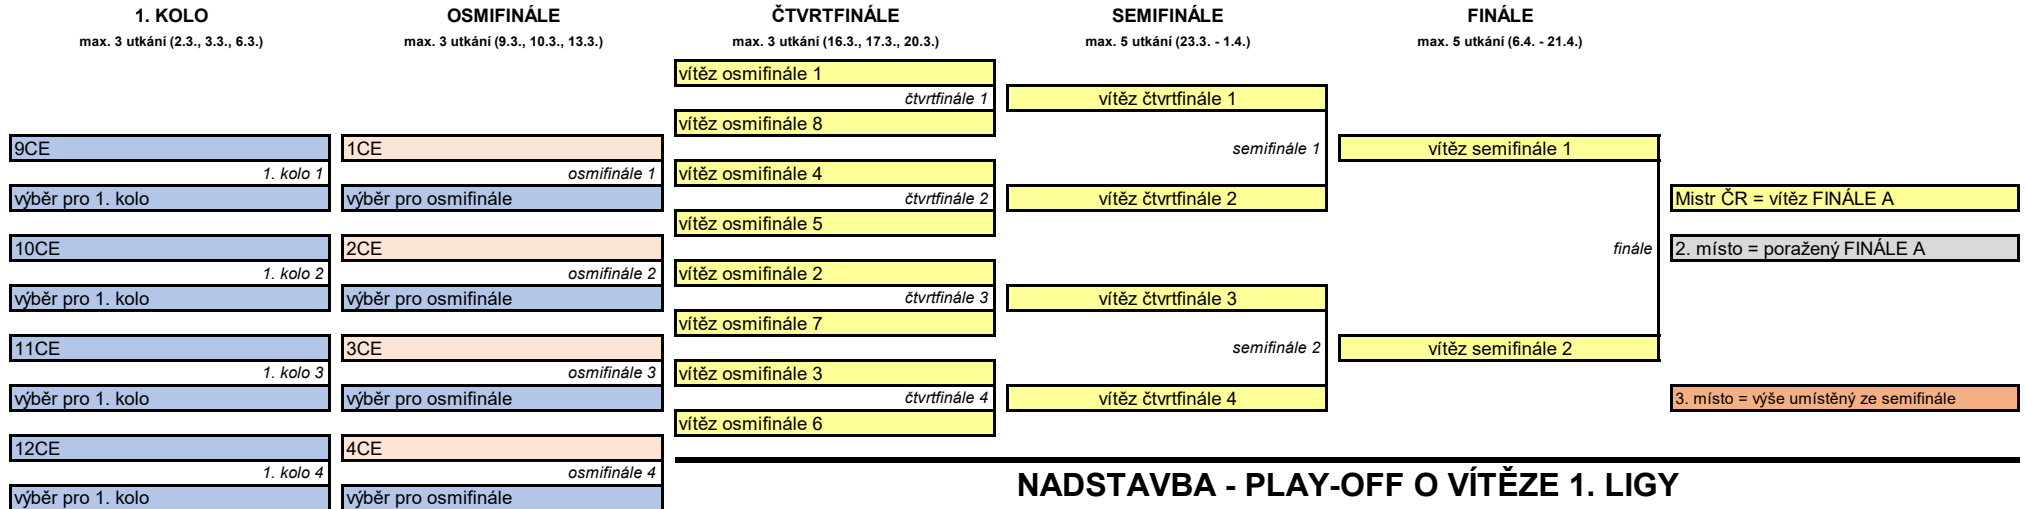 1. KOLO
max. 3 utkání (2.3., 3.3., 6.3.)
9CE
1. kolo 1
výběr pro 1. kolo
10CE
1. kolo 2
výběr pro 1. kolo
11CE
1. kolo 3
výběr pro 1. kolo
12CE
1. kolo 4
výběr pro 1. kolo
OSMIFINÁLE
max. 3 utkání (9.3., 10.3., 13.3.)
1CE
osmifinále 1
výběr pro osmifinále
2CE
osmifinále 2
výběr pro osmifinále
3CE
osmifinále 3
výběr pro osmifinále
4CE
osmifinále 4
výběr pro osmifinále
ČTVRTFINÁLE
max. 3 utkání (16.3., 17.3., 20.3.)
vítěz osmifinále 1
čtvrtfinále 1
vítěz osmifinále 8
vítěz osmifinále 4
čtvrtfinále 2
vítěz osmifinále 5
vítěz osmifinále 2
čtvrtfinále 3
vítěz osmifinále 7
vítěz osmifinále 3
čtvrtfinále 4
vítěz osmifinále 6
SEMIFINÁLE
max. 5 utkání (23.3. - 1.4.)
vítěz čtvrtfinále 1
semifinále 1
vítěz čtvrtfinále 2
vítěz čtvrtfinále 3
semifinále 2
vítěz čtvrtfinále 4
FINÁLE
max. 5 utkání (6.4. - 21.4.)
vítěz semifinále 1
finále
vítěz semifinále 2
Mistr ČR = vítěz FINÁLE A
2. místo = poražený FINÁLE A
3. místo = výše umístěný ze semifinále
NADSTAVBA - PLAY-OFF O VÍTĚZE 1. LIGY